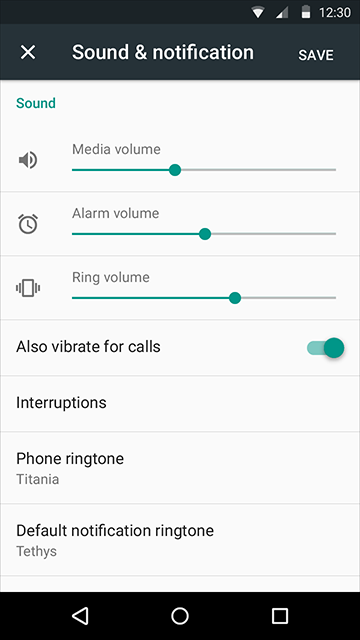 12:30
Sound & notification
SAVE
Sound
Media volume
Alarm volume
Ring volume
Also vibrate for calls
Interruptions
Phone ringtone
Titania
Default notification ringtone
Tethys